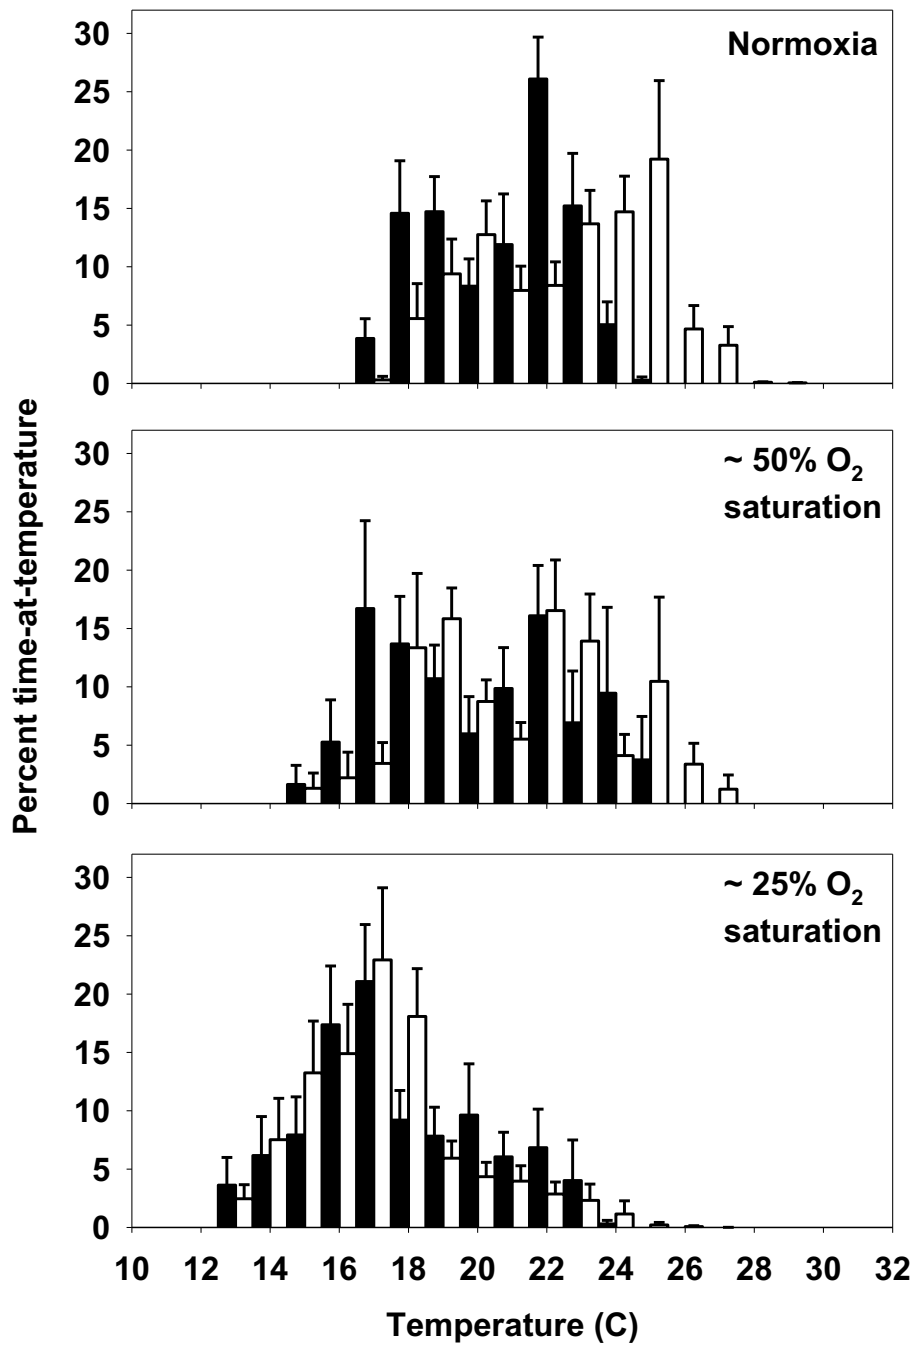 Percent time-at-temperature
30
25
20
15
10
5
0
Normoxia
30
25
20
15
10
5
0
~ 50% O₂
saturation
30
25
20
15
10
5
0
~ 25% O₂
saturation
10 12 14 16 18 20 22 24 26 28 30 32
Temperature (C)